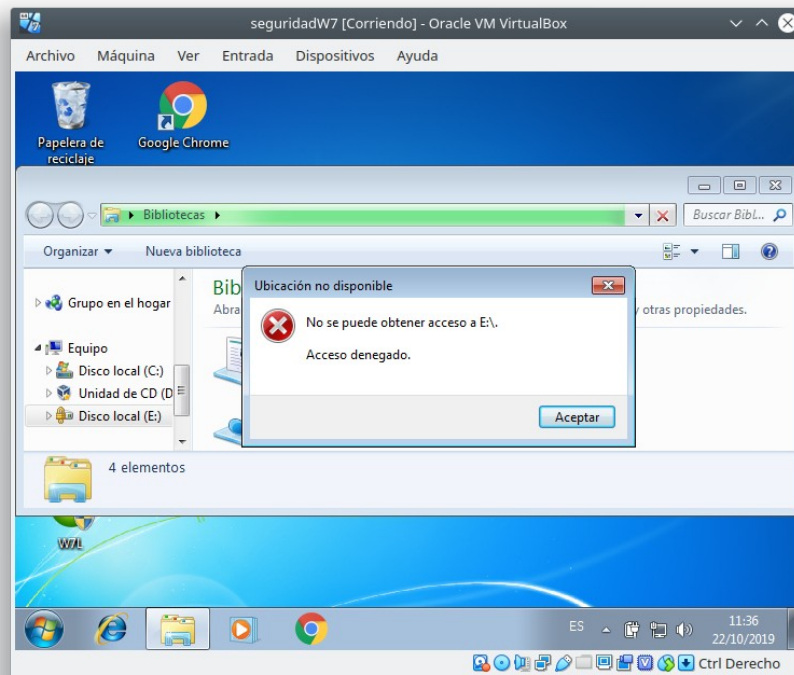 seguridadW7 [Corriendo] - Oracle VM VirtualBox
Archivo Máquina Ver Entrada Dispositivos Ayuda
Papelera de
reciclaje
Google Chrome
Bibliotecas
Buscar Bibl...
Organizar
Nueva biblioteca
Grupo en el hogar
Equipo
Disco local (C:)
Unidad de CD (D
Disco local (E:)
Bib
Abra
y otras propiedades.
Ubicación no disponible
No se puede obtener acceso a E:\.
Acceso denegado.
Aceptar
4 elementos
W7L
ES
11:36
22/10/2019
Ctrl Derecho